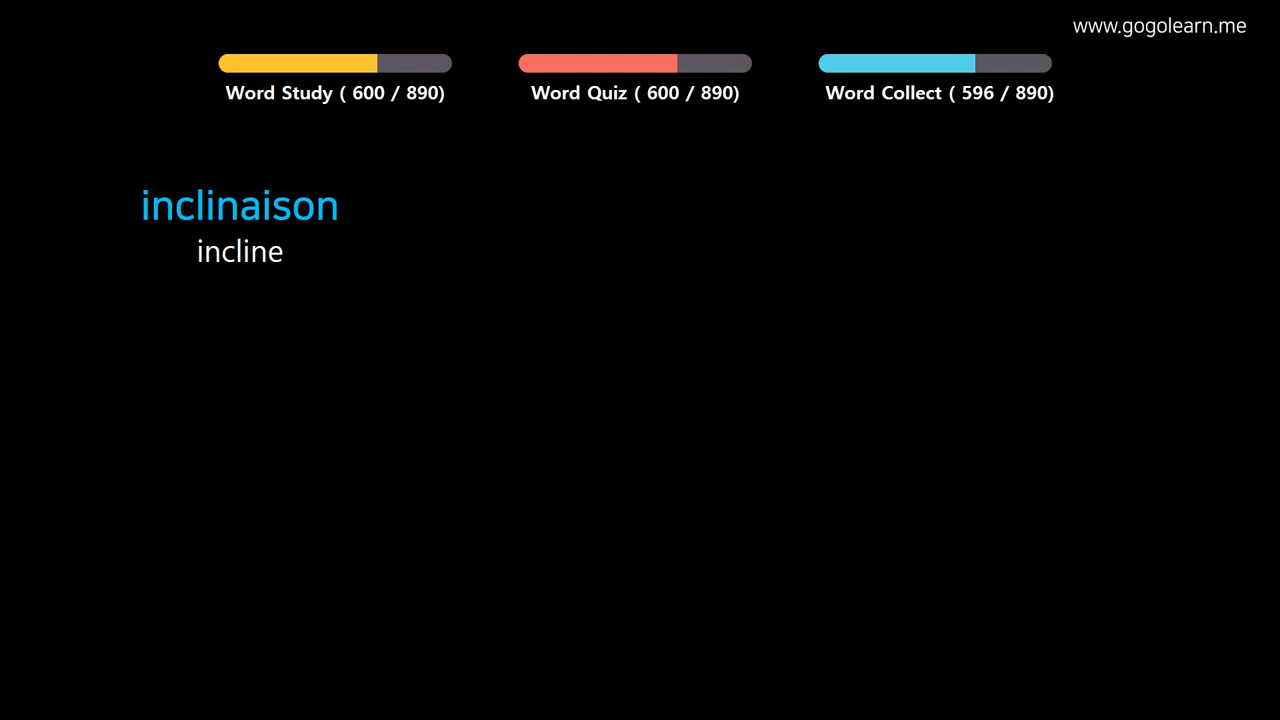 www.gogolearn.me
Word Study ( 600 / 890)
Word Quiz ( 600 / 890)
Word Collect ( 596 / 890)
inclinaison
incline